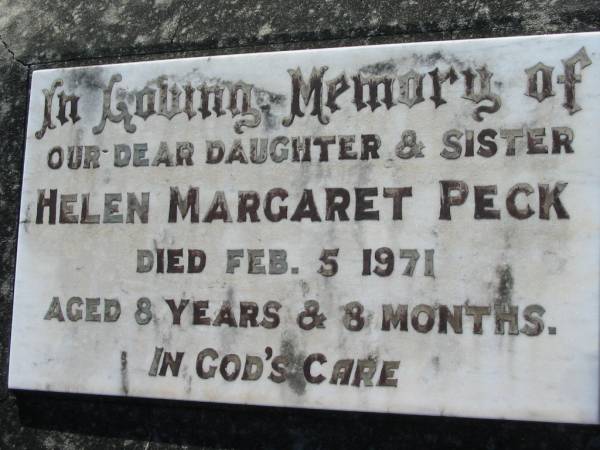 In Loving Memory of
OUR DEAR DAUGHTER & SISTER
HELEN MARGARET PECK
DIED FEB. 5 1971
AGED 8 YEARS & 8 MONTHS.
IN GOD'S CARE